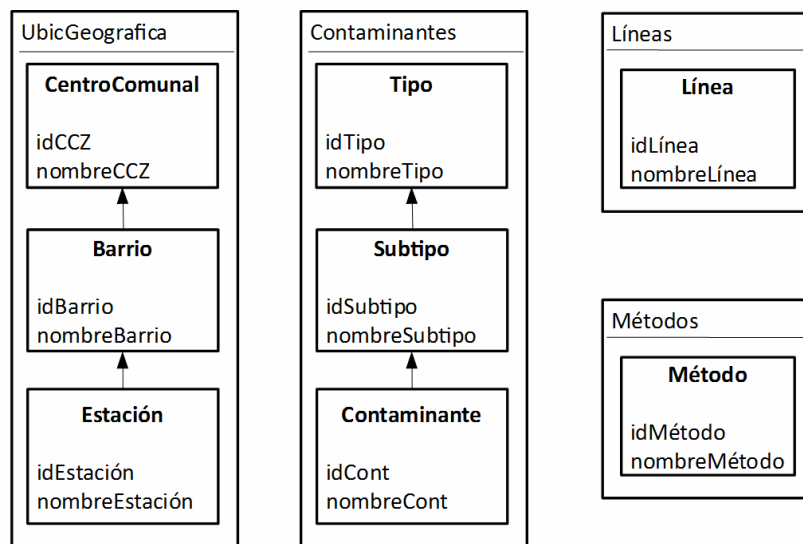 UbicGeografica
CentroComunal
idCCZ
nombreCCZ
Barrio
idBarrio
nombreBarrio
Estación
idEstación
nombreEstación
Contaminantes
Tipo
idTipo
nombreTipo
Subtipo
idSubtipo
nombreSubtipo
Contaminante
idCont
nombreCont
Líneas
Línea
idLínea
nombreLínea
Métodos
Método
idMétodo
nombreMétodo